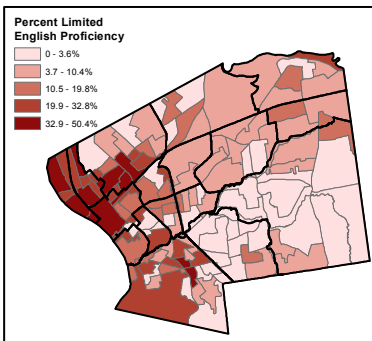 Percent Limited
English Proficiency
0 - 3.6%
3.7 - 10.4%
10.5 - 19.8%
19.9 - 32.8%
32.9 - 50.4%